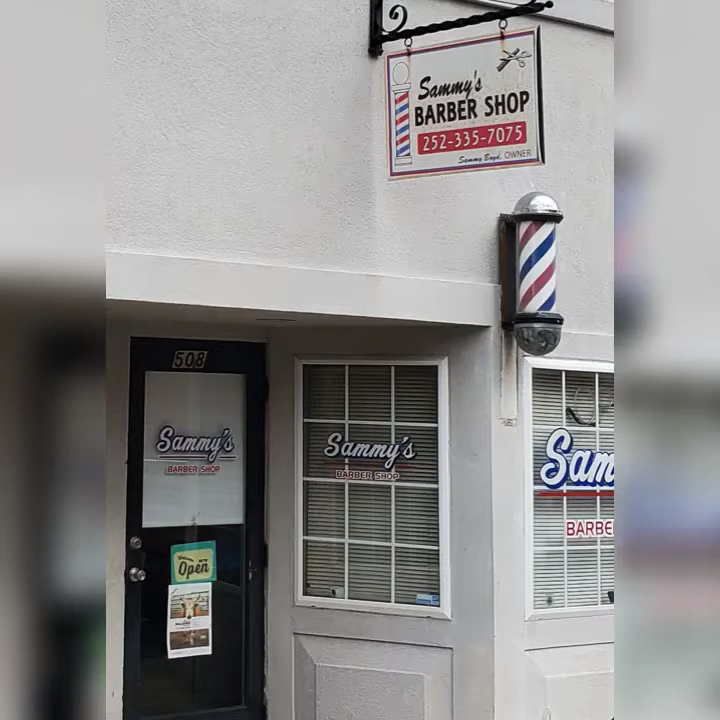 Sammy's
BARBER SHOP
252-335-7075
Sammy Boyd, OWNER
508
Sammy's
BARBER SHOP
Open
Sammy's
BARBER SHOP
Sam
BARBE